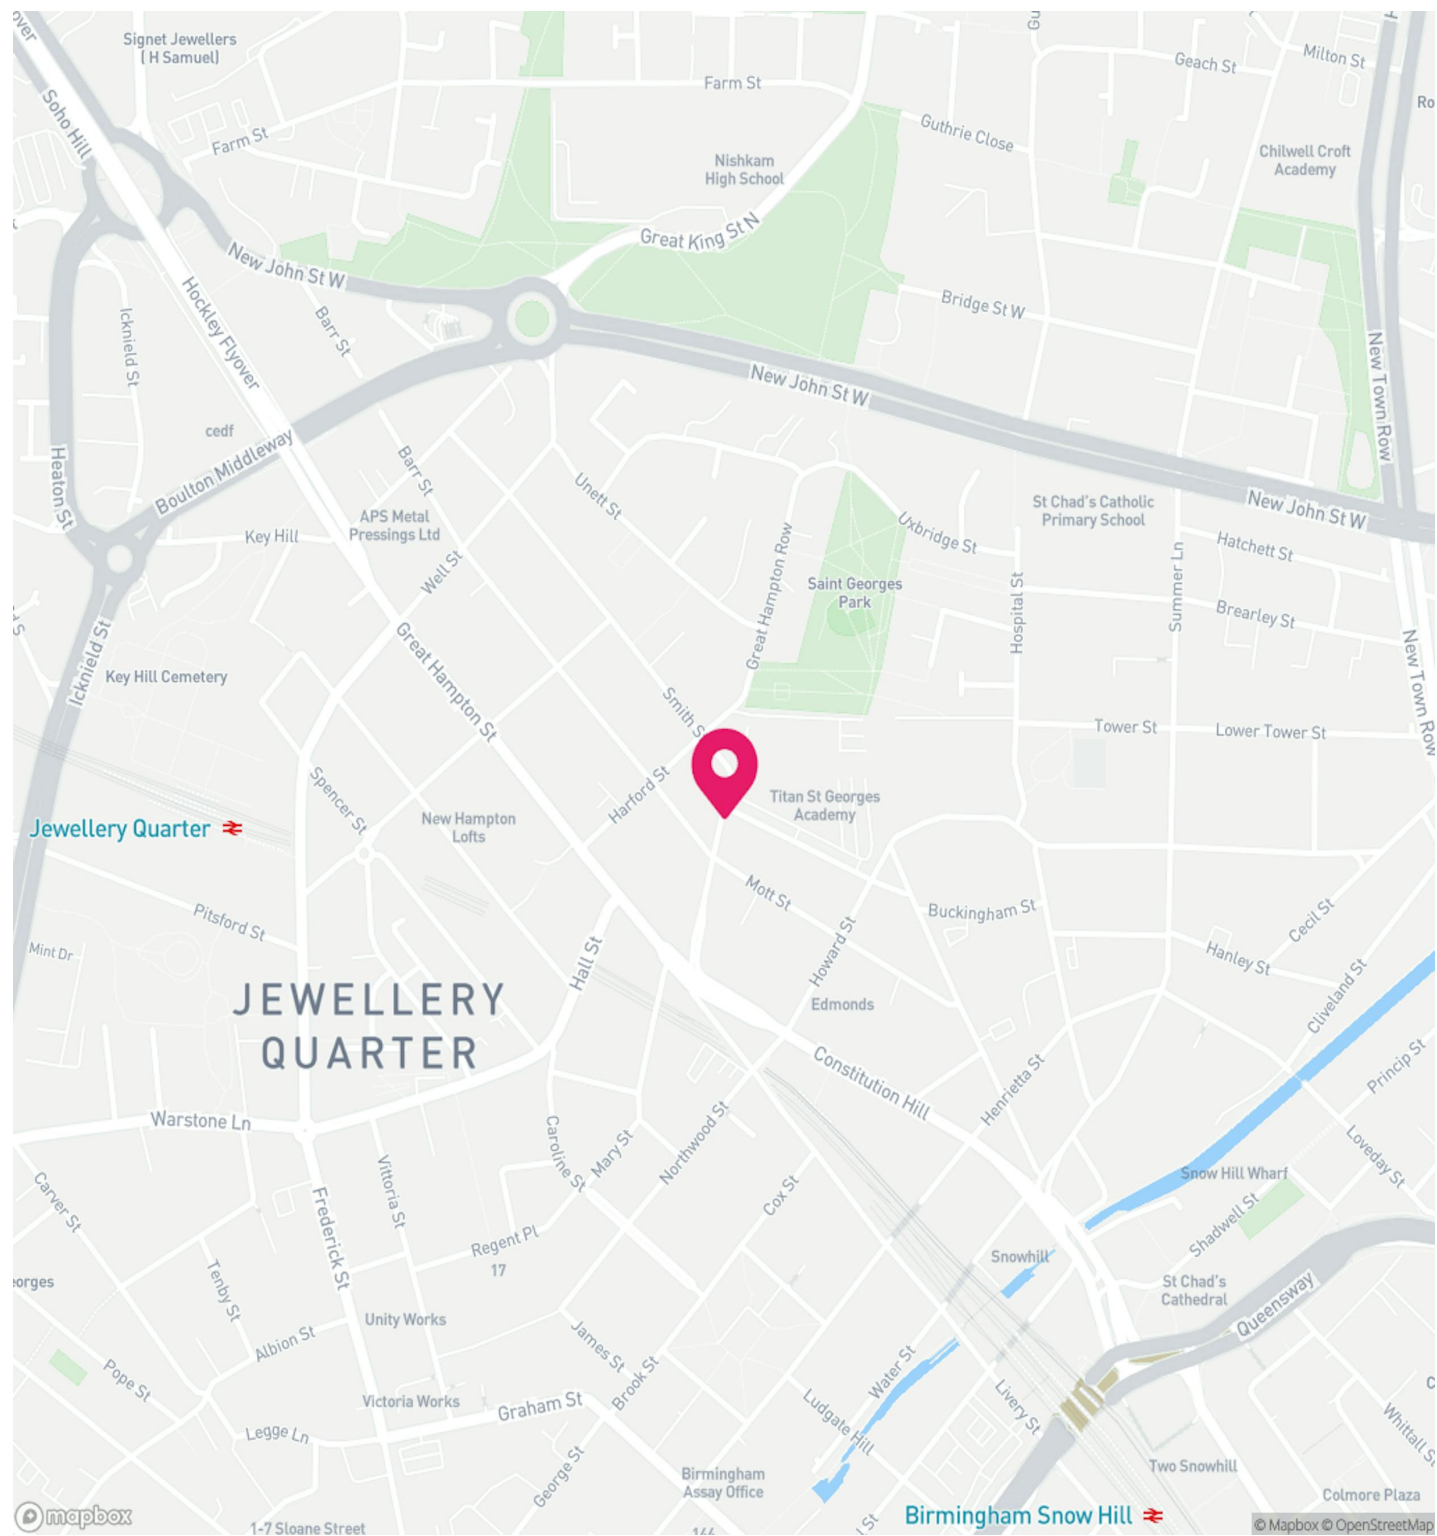 Signet Jewellers
( H Samuel)
Soho Hill
Farm St
Farm St
Geach St
Milton St
Guthrie Close
Nishkam
High School
Chilwell Croft
Academy
Great King St N
New John St W
Hockley Flyover
Barr St
Icknield St
Bridge St W
New Town Row
New John St W
cedf
Boulton Middleway
Heaton St
Barr St
Unett St
APS Metal
Pressings Ltd
Key Hill
Well St
Uxbridge St
St Chad's Catholic
Primary School
New John St W
Hatchett St
Great Hampton Row
Saint Georges
Park
Hospital St
Summer Ln
Brearley St
Icknield St
Key Hill Cemetery
Great Hampton St
Smith S
New Town Row
Tower St
Lower Tower St
Spencer St
Harford St
Titan St Georges
Academy
Jewellery Quarter
New Hampton
Lofts
Mott St
Buckingham St
Pitsford St
Mint Dr
Hall St
Howard St
Cecil St
Hanley St
Cliveland St
JEWELLERY
QUARTER
Edmonds
Constitution Hill
Henrietta St
Princip St
Warstone Ln
Vittoria St
Caroline St
Mary St
Northwood St
Loveday St
Carver St
Frederick St
Cox St
Snow Hill Wharf
Shadwell St
Regent Pl
17
Snowhill
orges
Tenby St
St Chad's
Cathedral
Queensway
Unity Works
Albion St
James St
Brook St
Water St
Pope St
Victoria Works
Graham St
Livery St
Ludgate Hill
Whittall S
Legge Ln
George St
Birmingham
Assay Office
Two Snowhill
Colmore Plaza
mapbox
1-7 Sloane Street
Birmingham Snow Hill
© Mapbox © OpenStreetMap